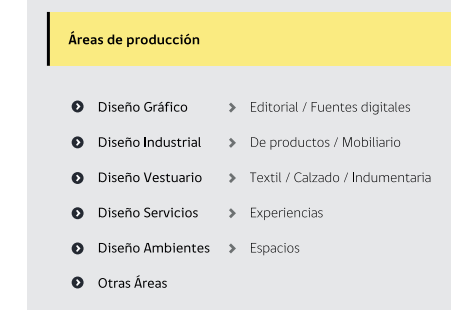 Áreas de producción
Diseño Gráfico Editorial / Fuentes digitales
Diseño Industrial De productos / Mobiliario
Diseño Vestuario Textil / Calzado / Indumentaria
Diseño Servicios Experiencias
Diseño Ambientes Espacios
Otras Áreas